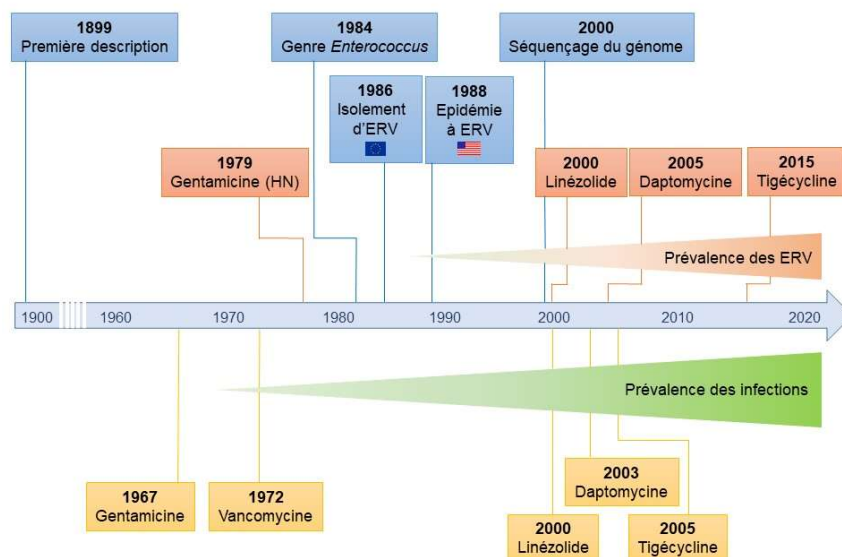 1899
Première description
1984
Genre Enterococcus
2000
Séquençage du génome
1986
Isolement
d'ERV
1988
Epidémie
à ERV
1979
Gentamicine (HN)
2000
Linézolide
2005
Daptomycine
2015
Tigécycline
Prévalence des ERV
1900 1960 1970 1980 1990 2000 2010 2020
Prévalence des infections
1967
Gentamicine
1972
Vancomycine
2003
Daptomycine
2000
Linézolide
2005
Tigécycline